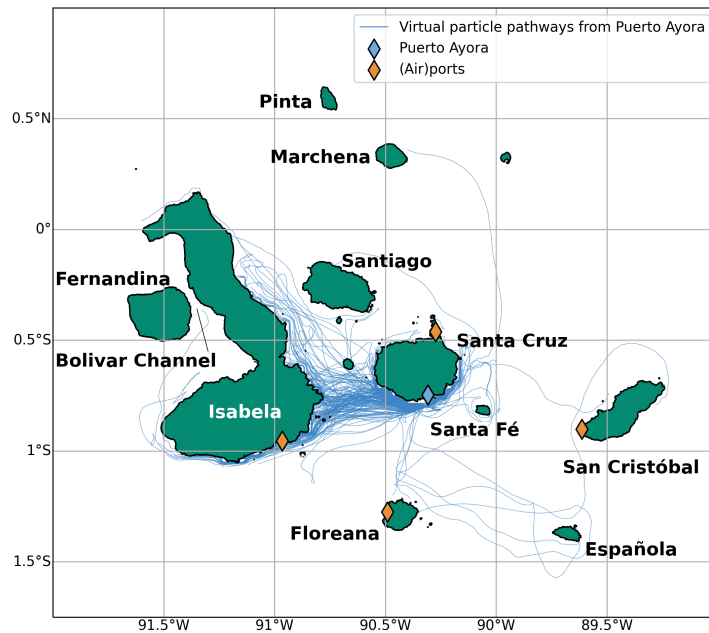 Virtual particle pathways from Puerto Ayora
Puerto Ayora
(Air)ports
Pinta
0.5°N
Marchena
0°
Santiago
Fernandina
0.5°S
Santa Cruz
Bolivar Channel
Isabela
Santa Fé
1°S
San Cristóbal
Floreana
Española
1.5°S
91.5°W 91°W 90.5°W 90°W 89.5°W